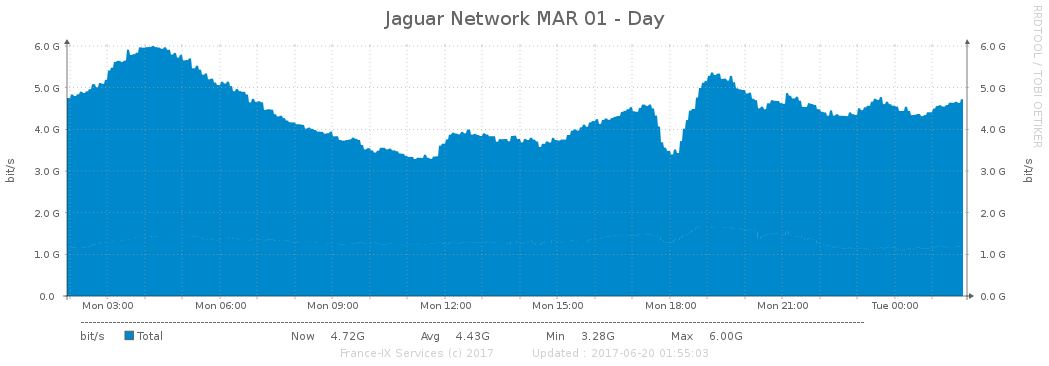 Jaguar Network MAR 01 - Day
RRDTOOL / TOBI OETIKER
6.0 G 6.0 G
5.0 G 5.0 G
4.0 G 4.0 G
3.0 G 3.0 G
2.0 G 2.0 G
1.0 G 1.0 G
0.0 0.0 G
bit/s bit/s
Mon 03:00 Mon 06:00 Mon 09:00 Mon 12:00 Mon 15:00 Mon 18:00 Mon 21:00 Tue 00:00
bit/s Total Now 4.72G Avg 4.43G Min 3.28G Max 6.00G
France-IX Services (c) 2017 Updated : 2017-06-20 01:55:03